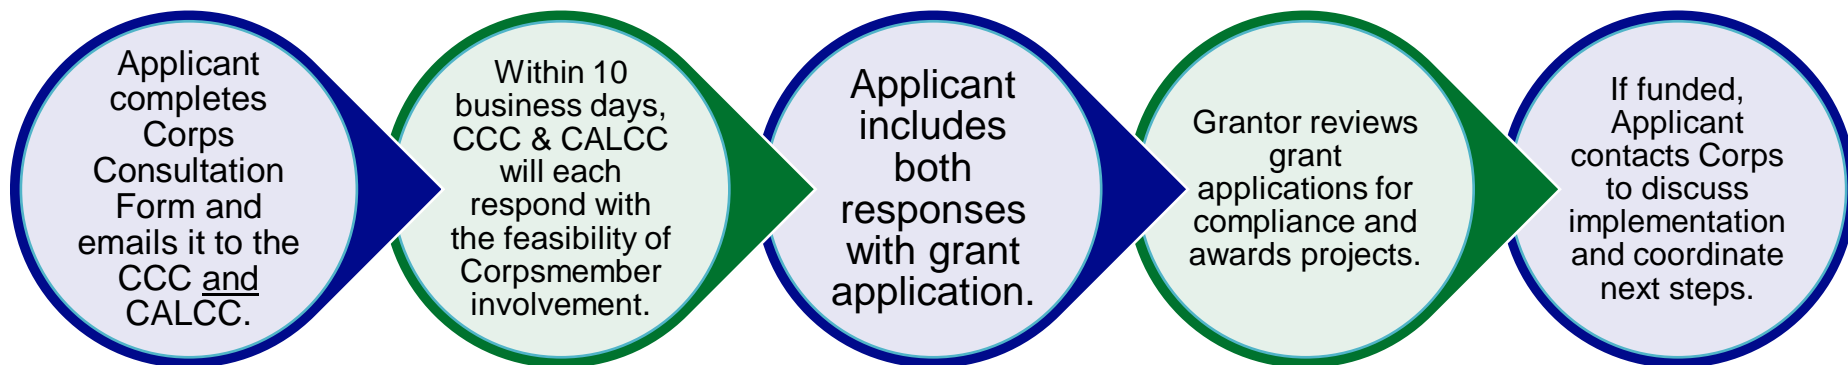 Applicant
completes
Corps
Consultation
Form and
emails it to the
CCC and
CALCC.
Within 10
business days,
CCC & CALCC
will each
respond with
the feasibility of
Corpsmember
involvement.
Applicant
includes
both
responses
with grant
application.
Grantor reviews
grant
applications for
compliance and
awards projects.
If funded,
Applicant
contacts Corps
to discuss
implementation
and coordinate
next steps.